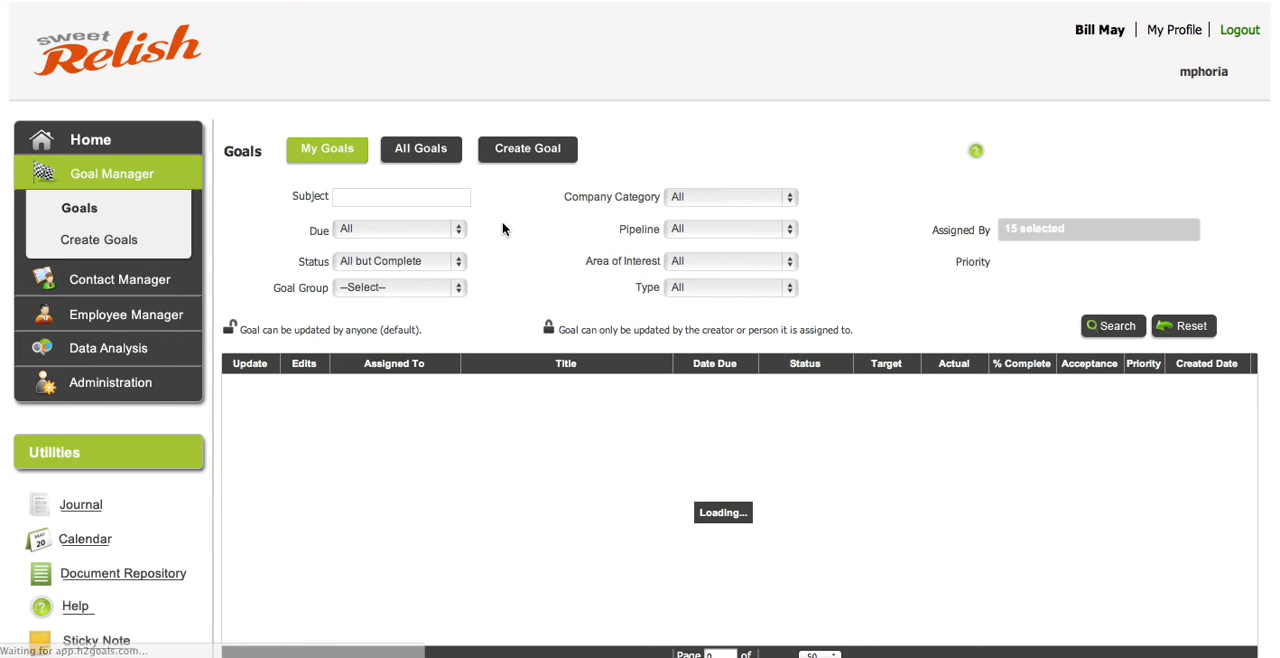 sweet
Relish
Bill May | My Profile | Logout
mphoria
Home
Goal Manager
Goals
Create Goals
Contact Manager
Employee Manager
Data Analysis
Administration
Utilities
Journal
MAY
20
Calendar
Document Repository
? Help
Sticky Note
Waiting for app.h2goals.com...
Goals My Goals All Goals Create Goal ?
Subject Company Category All
Due All Pipeline All Assigned By 15 selected
Status All but Complete Area of Interest All Priority
Goal Group --Select-- Type All
Goal can be updated by anyone (default). Goal can only be updated by the creator or person it is assigned to. Search Reset
Update Edits Assigned To Title Date Due Status Target Actual % Complete Acceptance Priority Created Date
Loading...
Page 0 of 50